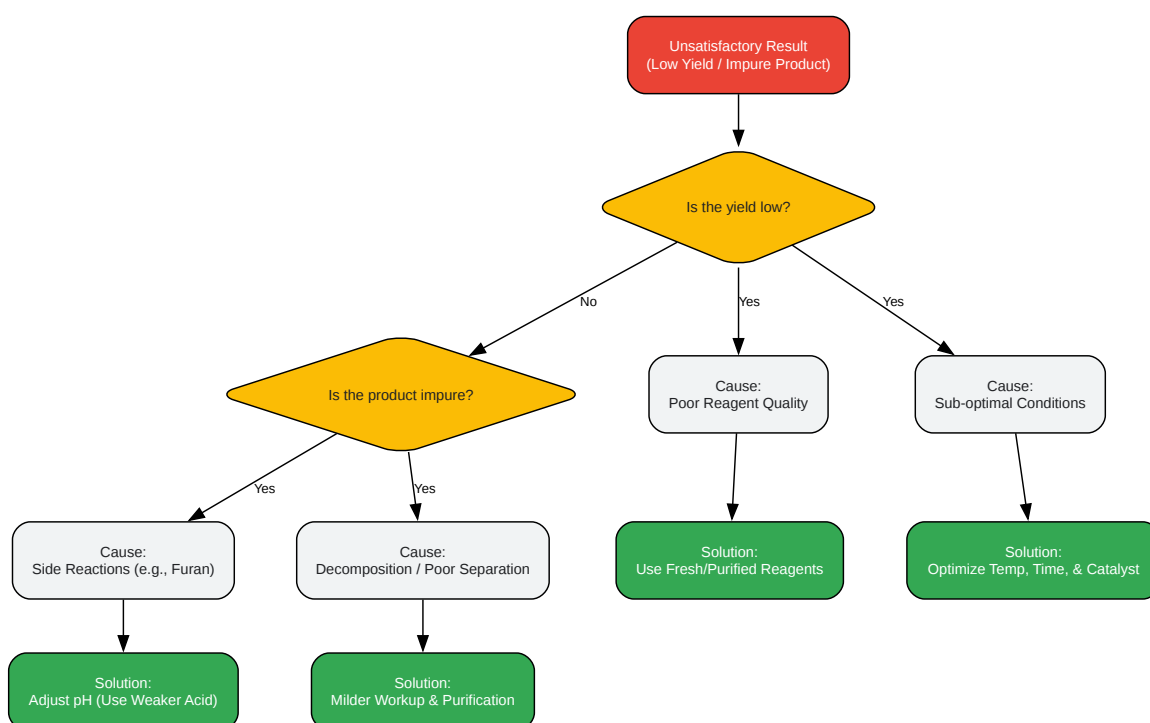 Unsatisfactory Result
(Low Yield / Impure Product)
Is the yield low?
No
Yes
Yes
Is the product impure?
Cause:
Poor Reagent Quality
Cause:
Sub-optimal Conditions
Yes
Yes
Cause:
Side Reactions (e.g., Furan)
Cause:
Decomposition / Poor Separation
Solution:
Use Fresh/Purified Reagents
Solution:
Optimize Temp, Time, & Catalyst
Solution:
Adjust pH (Use Weaker Acid)
Solution:
Milder Workup & Purification